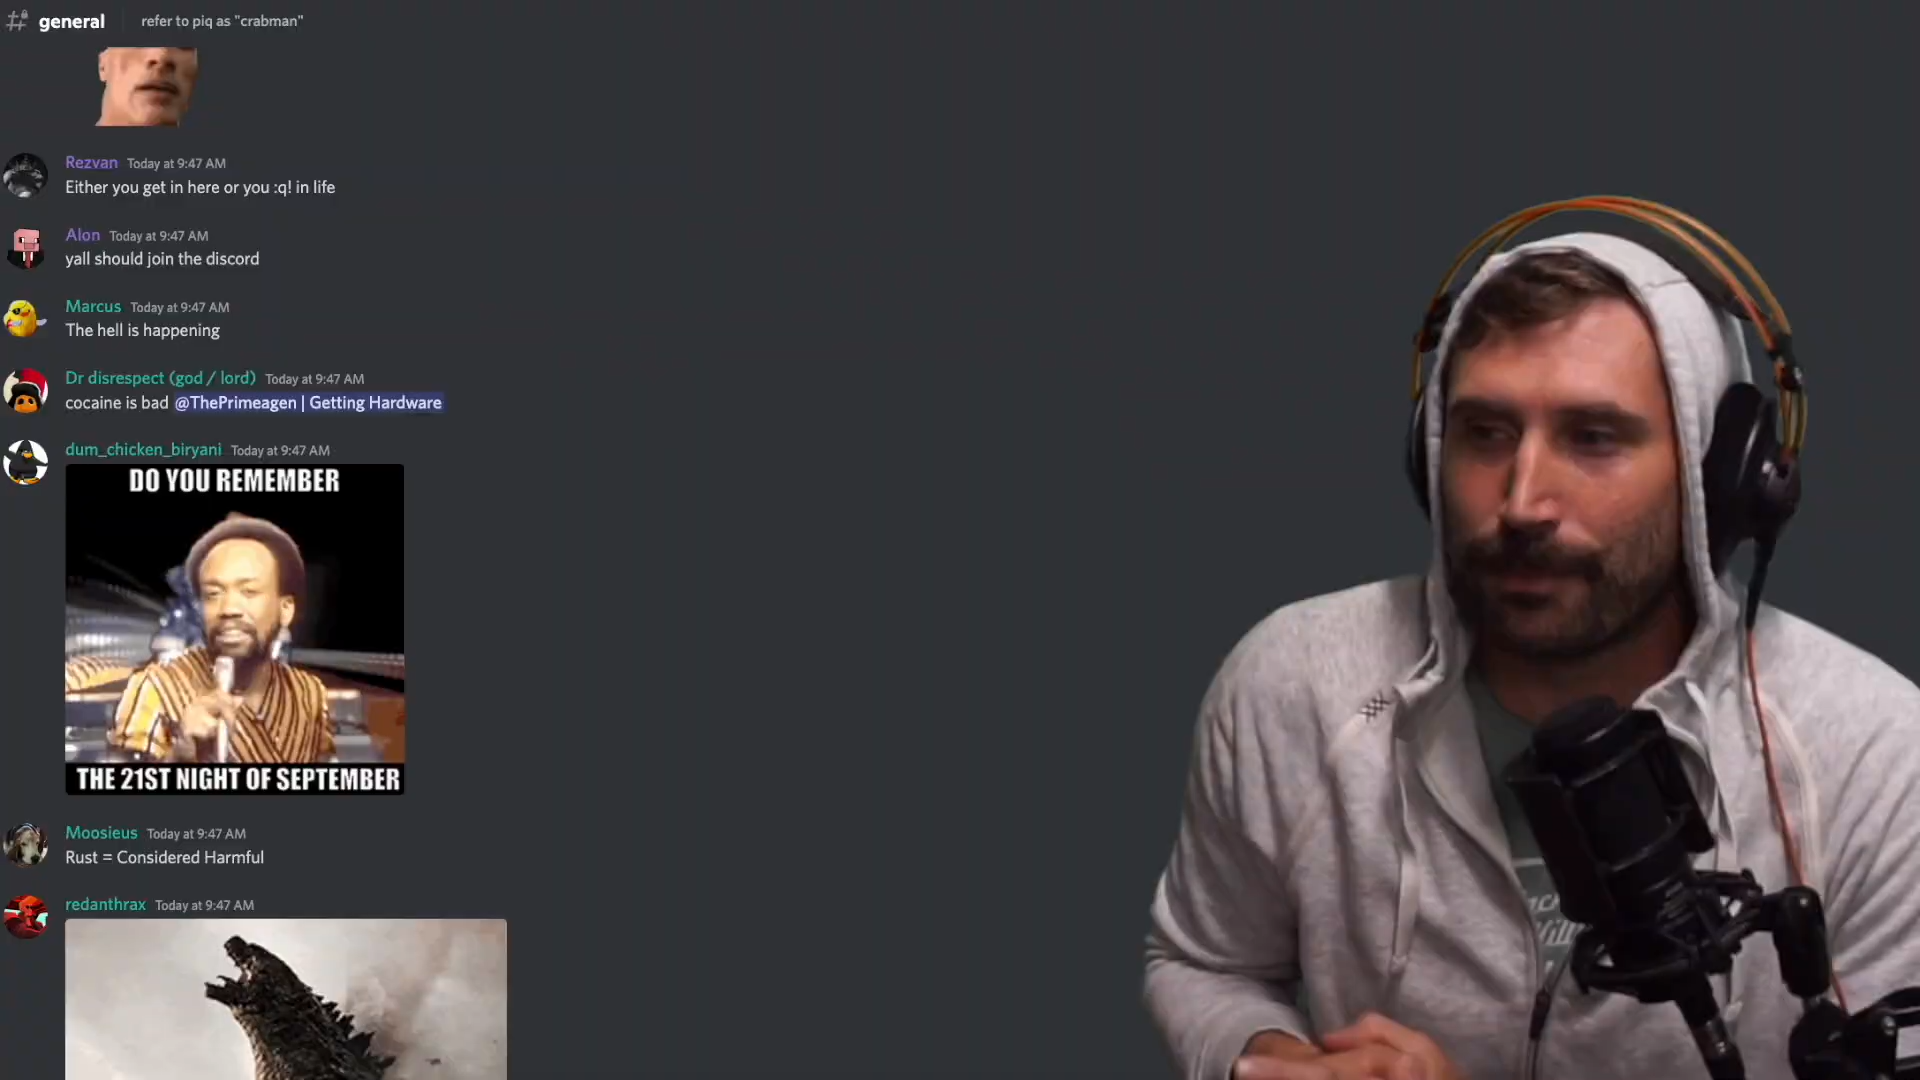 general
refer to piq as "crabman"
Rezvan Today at 9:47 AM
Either you get in here or you :q! in life
Alon Today at 9:47 AM
yall should join the discord
Marcus Today at 9:47 AM
The hell is happening
Dr disrespect (god / lord) Today at 9:47 AM
cocaine is bad @ThePrimeagen | Getting Hardware
dum_chicken_biryani Today at 9:47 AM
DO YOU REMEMBER
THE 21ST NIGHT OF SEPTEMBER
Moosieus Today at 9:47 AM
Rust = Considered Harmful
redanthrax Today at 9:47 AM